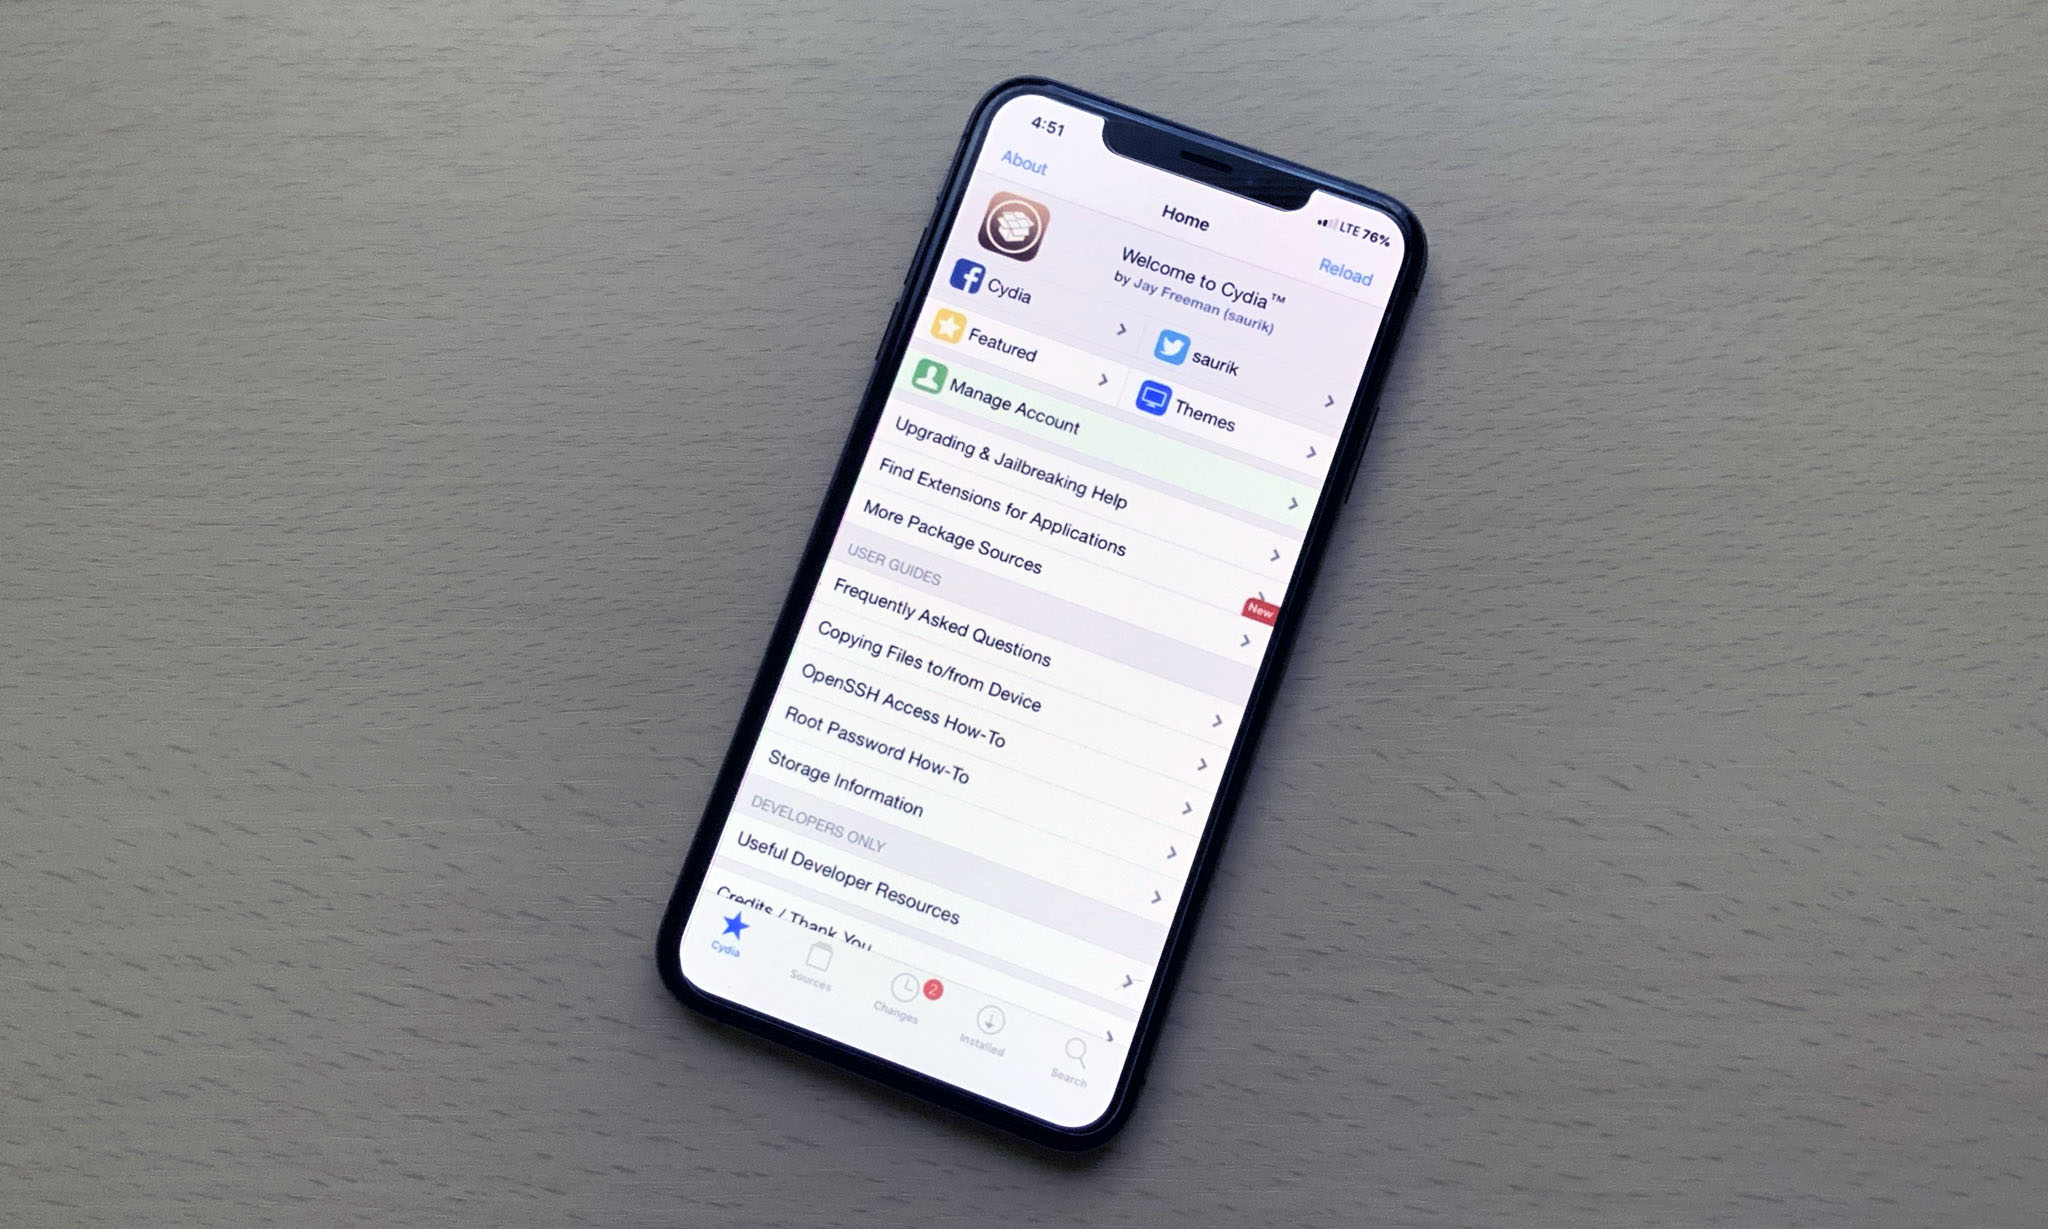 4:51
LTE 76%
About
Home
Reload
Welcome to Cydia™
by Jay Freeman (saurik)
Cydia
saurik
Featured
Themes
Manage Account
Upgrading & Jailbreaking Help
Find Extensions for Applications
More Package Sources
New
USER GUIDES
Frequently Asked Questions
Copying Files to/from Device
OpenSSH Access How-To
Root Password How-To
Storage Information
DEVELOPERS ONLY
Useful Developer Resources
Credits / Thank You
Cydia
Sources
Changes
2
Installed
Search